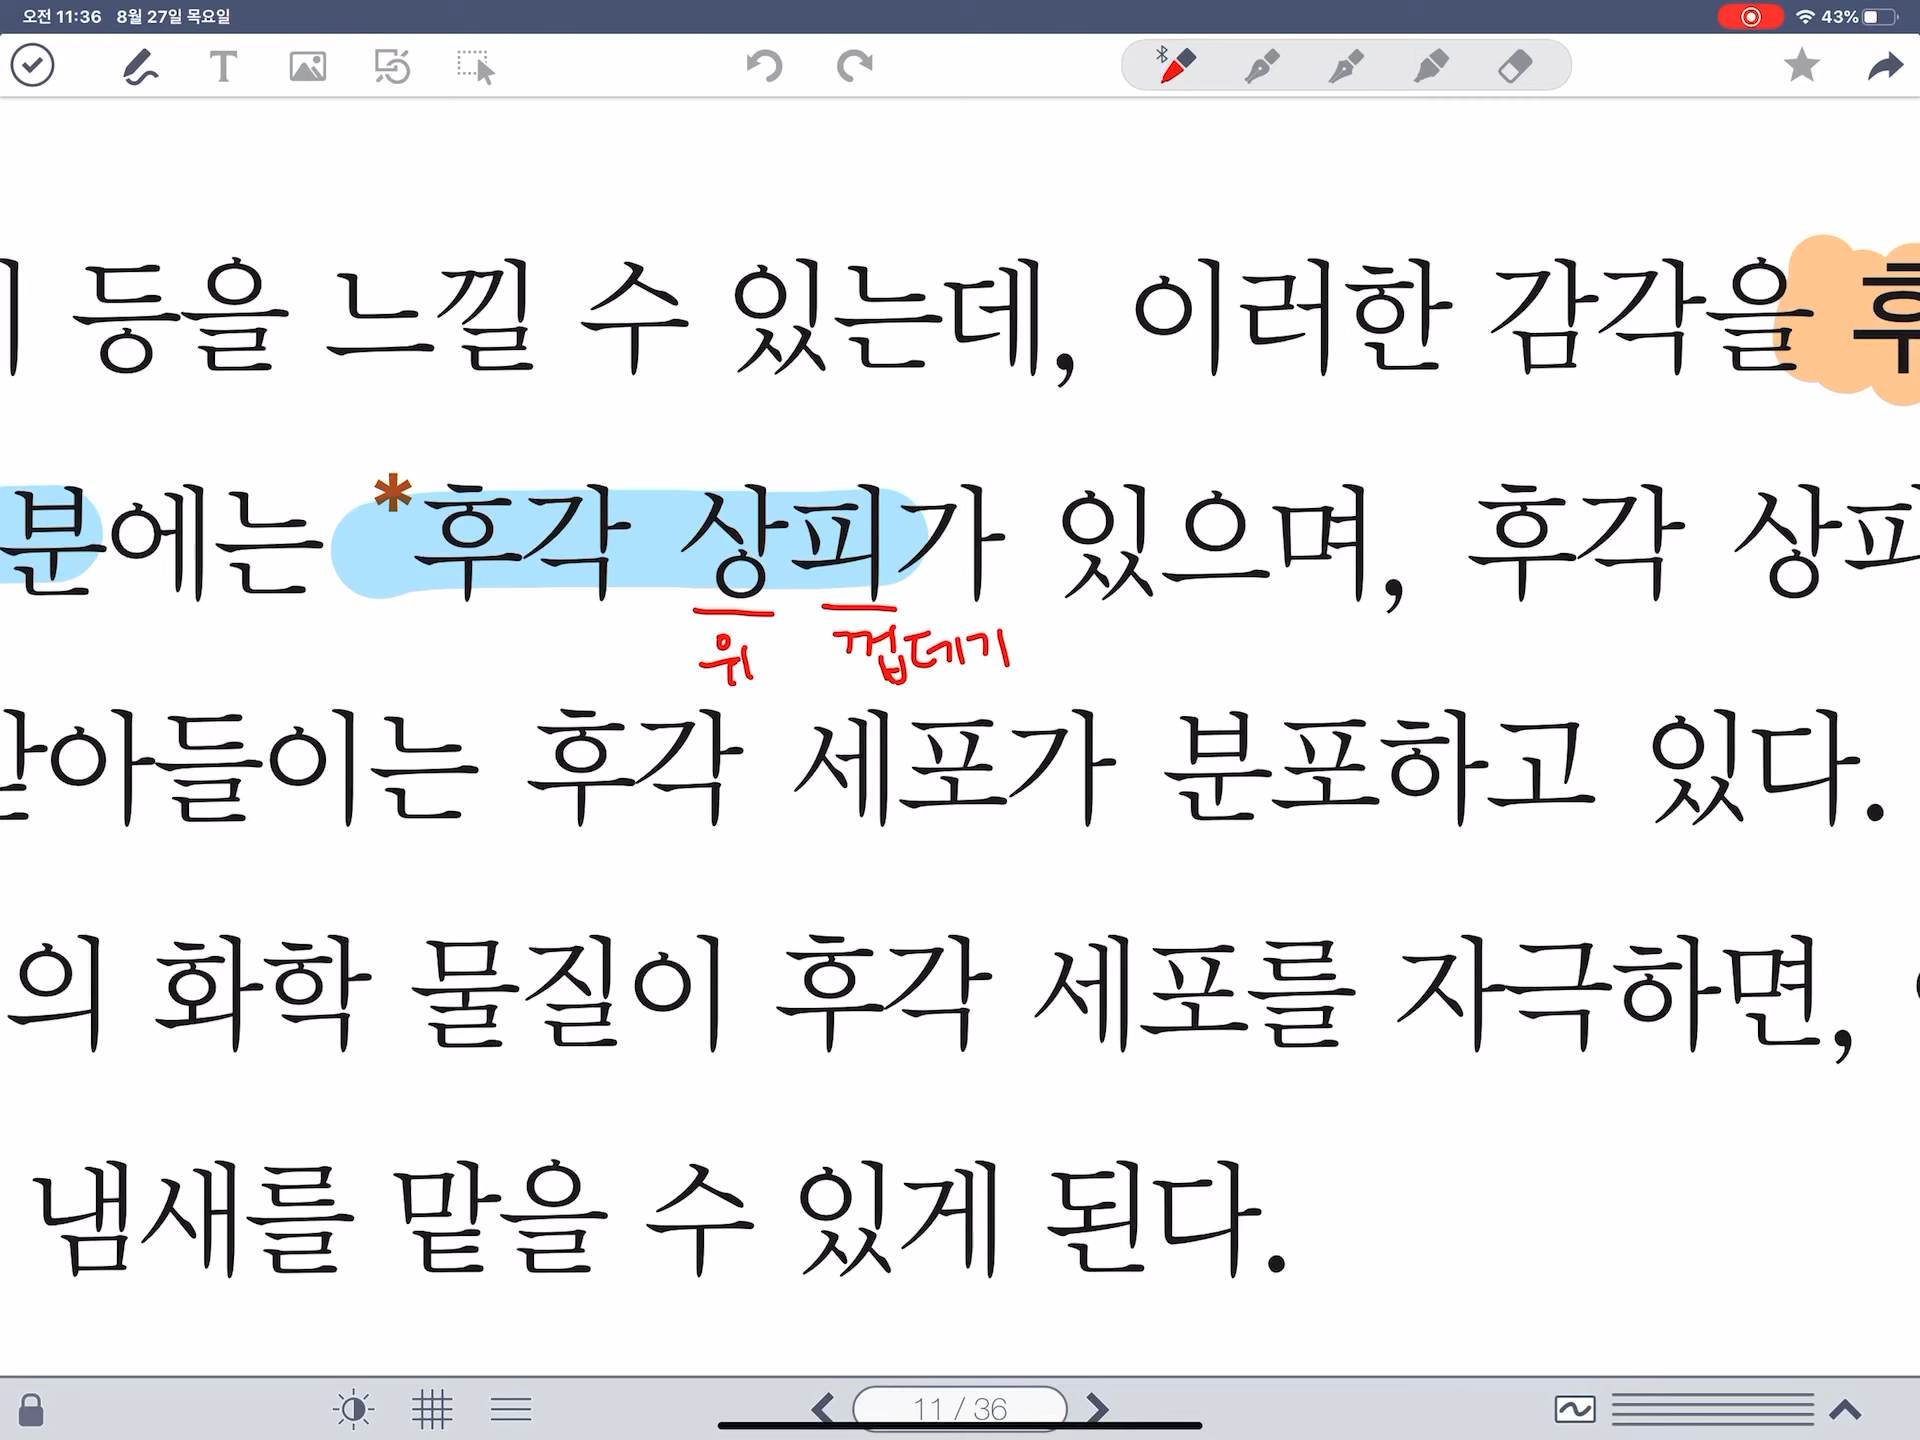 오전 11:36 8월 27일 목요일 43%
등을 느낄 수 있는데, 이러한 감각을 후
분에는 *후각 상피가 있으며, 후각 상피
위 껍데기
받아들이는 후각 세포가 분포하고 있다.
의 화학 물질이 후각 세포를 자극하면,
냄새를 맡을 수 있게 된다.
11 / 36